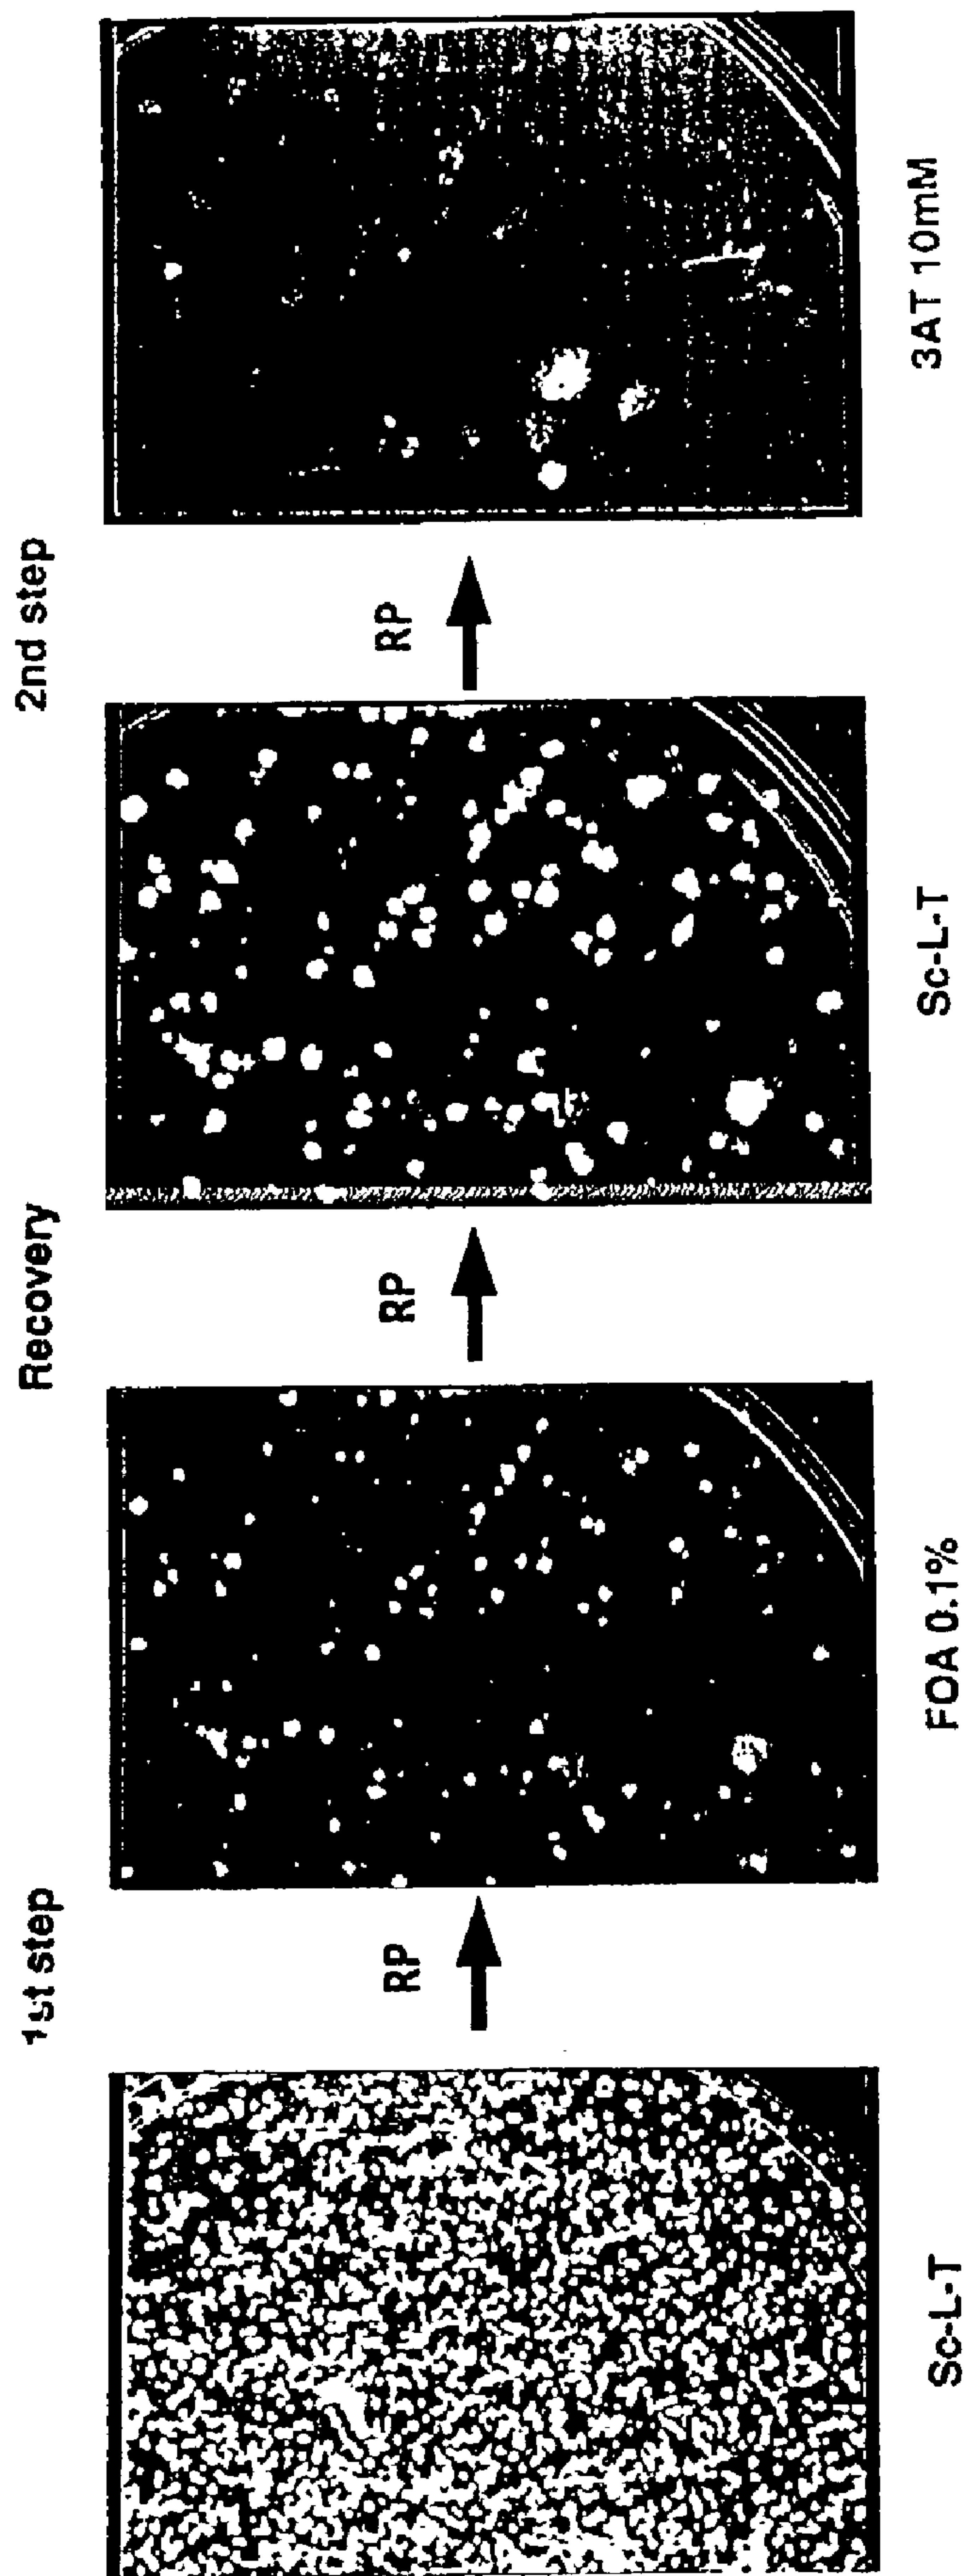 1st step
Recovery
2nd step
RP
RP
RP
Sc-L-T
FOA 0.1%
Sc-L-T
3AT 10mM